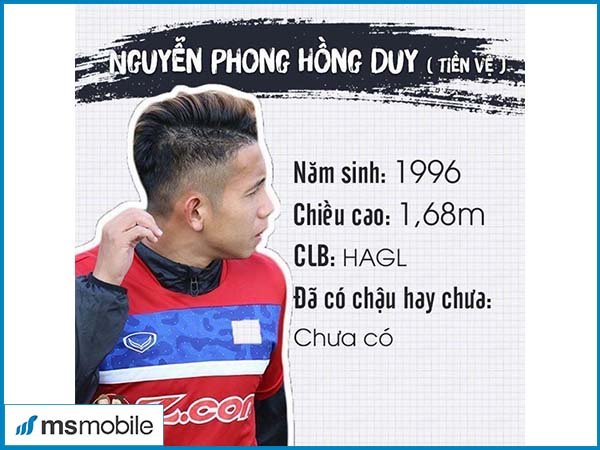 NGUYỄN PHONG HỒNG DUY ( TIỀN VỆ )
Năm sinh: 1996
Chiều cao: 1,68m
CLB: HAGL
Đã có chậu hay chưa:
Chưa có
Z.com
msmobile